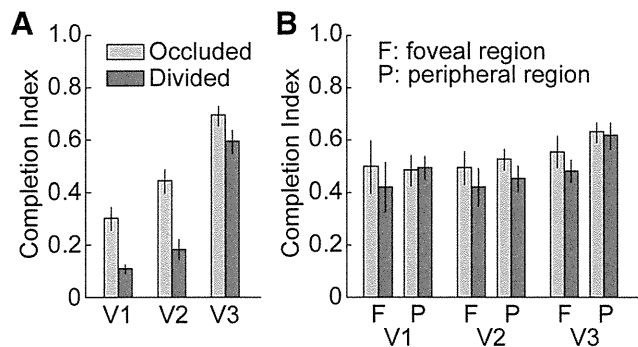 A
Completion Index
1.0
0.8
0.6
0.4
0.2
0
Occluded
Divided
V1 V2 V3
B
Completion Index
1.0
0.8
0.6
0.4
0.2
0
F: foveal region
P: peripheral region
F P F P F P
V1 V2 V3